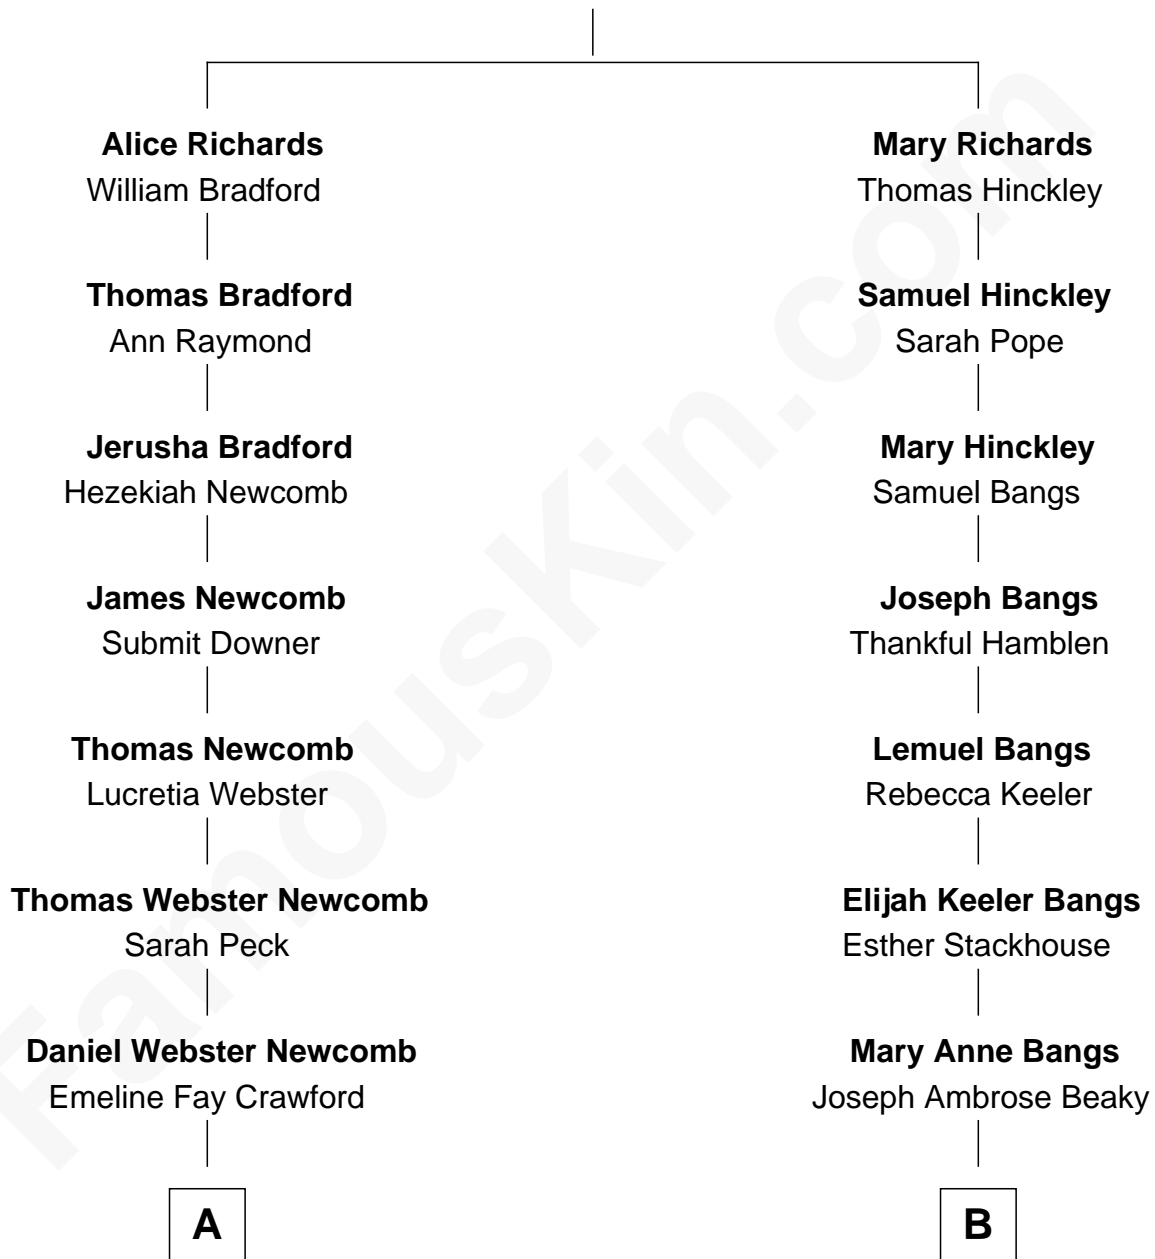 Alice Richards
William Bradford
Thomas Bradford
Ann Raymond
Jerusha Bradford
Hezekiah Newcomb
James Newcomb
Submit Downer
Thomas Newcomb
Lucretia Webster
Thomas Webster Newcomb
Sarah Peck
Daniel Webster Newcomb
Emeline Fay Crawford
A
Mary Richards
Thomas Hinckley
Samuel Hinckley
Sarah Pope
Mary Hinckley
Samuel Bangs
Joseph Bangs
Thankful Hamblen
Lemuel Bangs
Rebecca Keeler
Elijah Keeler Bangs
Esther Stackhouse
Mary Anne Bangs
Joseph Ambrose Beaky
B
FamousKin.com